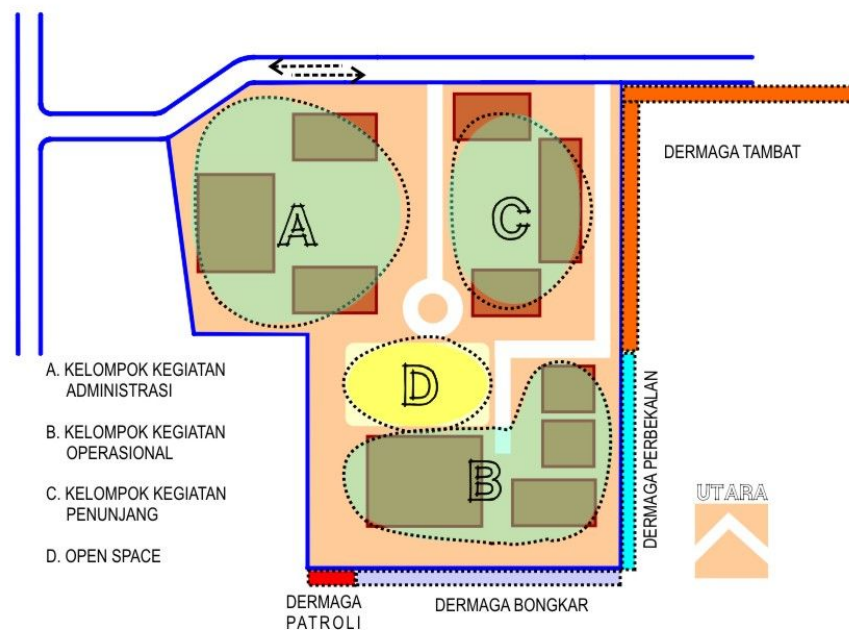 A
C
DERMAGA TAMBAT
D
A. KELOMPOK KEGIATAN
ADMINISTRASI
B. KELOMPOK KEGIATAN
OPERASIONAL
C. KELOMPOK KEGIATAN
PENUNJANG
D. OPEN SPACE
B
DERMAGA PERBEKALAN
UTARA
DERMAGA
PATROLI
DERMAGA BONGKAR